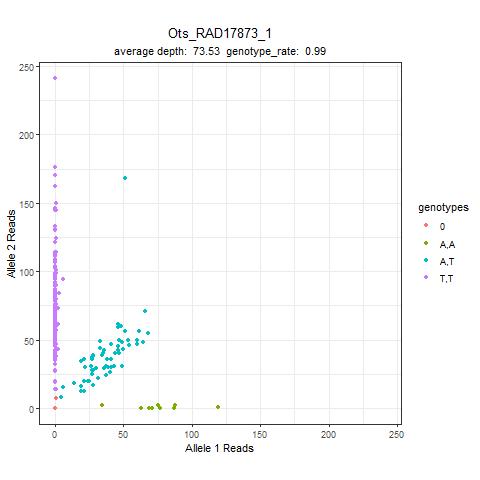 Ots_RAD17873_1
average depth: 73.53 genotype_rate: 0.99
250
200
150
100
50
0
Allele 2 Reads
0 50 100 150 200 250
Allele 1 Reads
genotypes
0
A,A
A,T
T,T